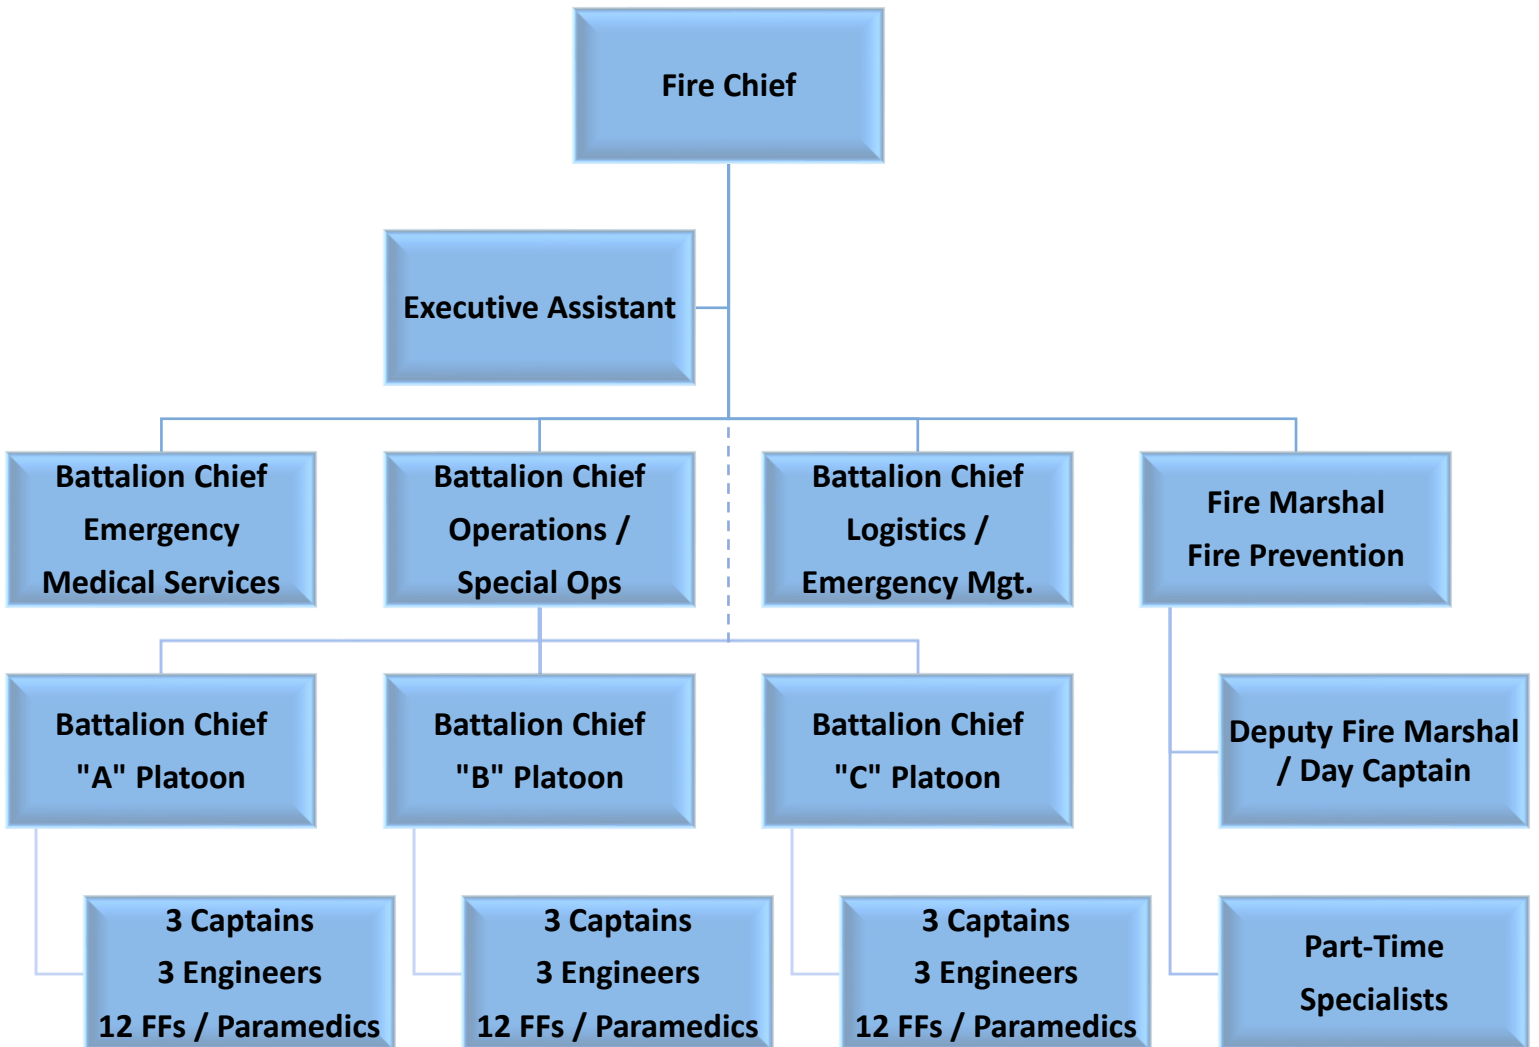 Fire Chief
Executive Assistant
Battalion Chief
Emergency
Medical Services
Battalion Chief
Operations /
Special Ops
Battalion Chief
Logistics /
Emergency Mgt.
Fire Marshal
Fire Prevention
Battalion Chief
"A" Platoon
Battalion Chief
"B" Platoon
Battalion Chief
"C" Platoon
Deputy Fire Marshal
/ Day Captain
3 Captains
3 Engineers
12 FFs / Paramedics
3 Captains
3 Engineers
12 FFs / Paramedics
3 Captains
3 Engineers
12 FFs / Paramedics
Part-Time
Specialists